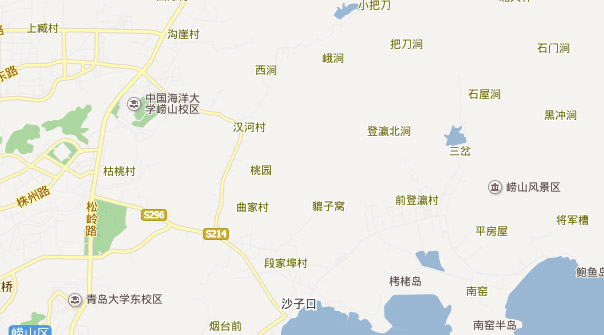 小把刀
上臧村
沟崖村
把刀涧
石门涧
峨涧
西涧
东路
石屋涧
中国海洋大
学崂山校区
黑冲涧
汉河村
登瀛北涧
三岔
枯桃村
桃园
崂山风景区
株州路
松岭路
曲家村
貔子窝
前登瀛村
S296
将军槽
S214
平房屋
段家埠村
鲍鱼岛
栲栳岛
桥
南窑
青岛大学东校区
沙子口
烟台前
南窑半岛
崂山区